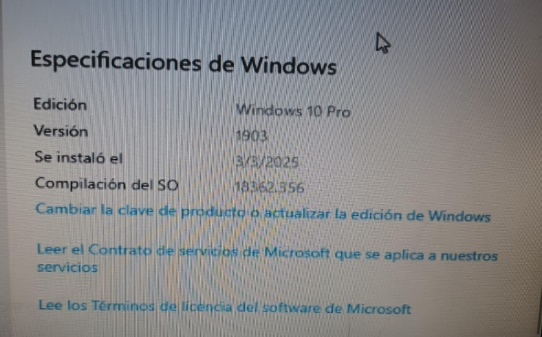 Especificaciones de Windows
Edición Windows 10 Pro
Versión 1903
Se instaló el 3/3/2025
Compilación del SO 18362.356
Cambiar la clave de producto o actualizar la edición de Windows
Leer el Contrato de servicios de Microsoft que se aplica a nuestros
servicios
Lee los Términos de licencia del software de Microsoft